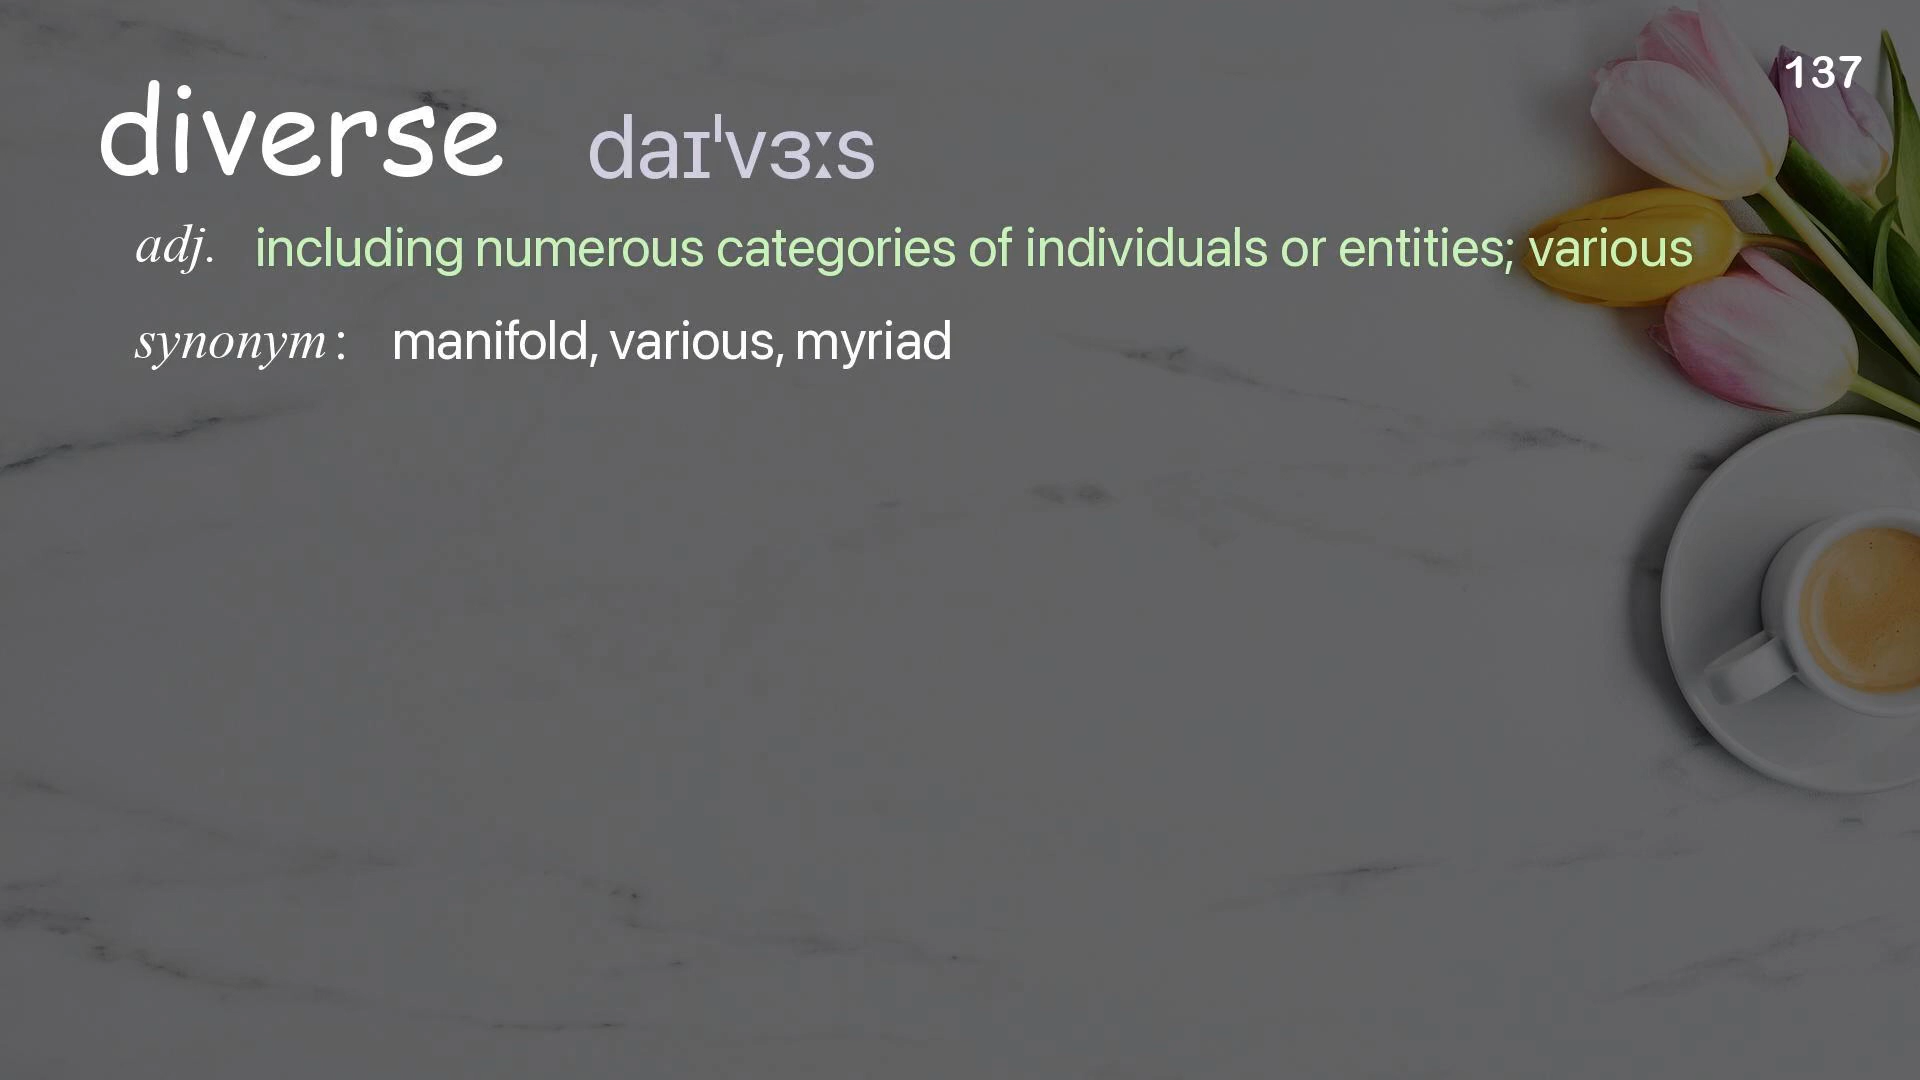 137
diverse daɪˈvɜːs
adj. including numerous categories of individuals or entities; various
synonym : manifold, various, myriad